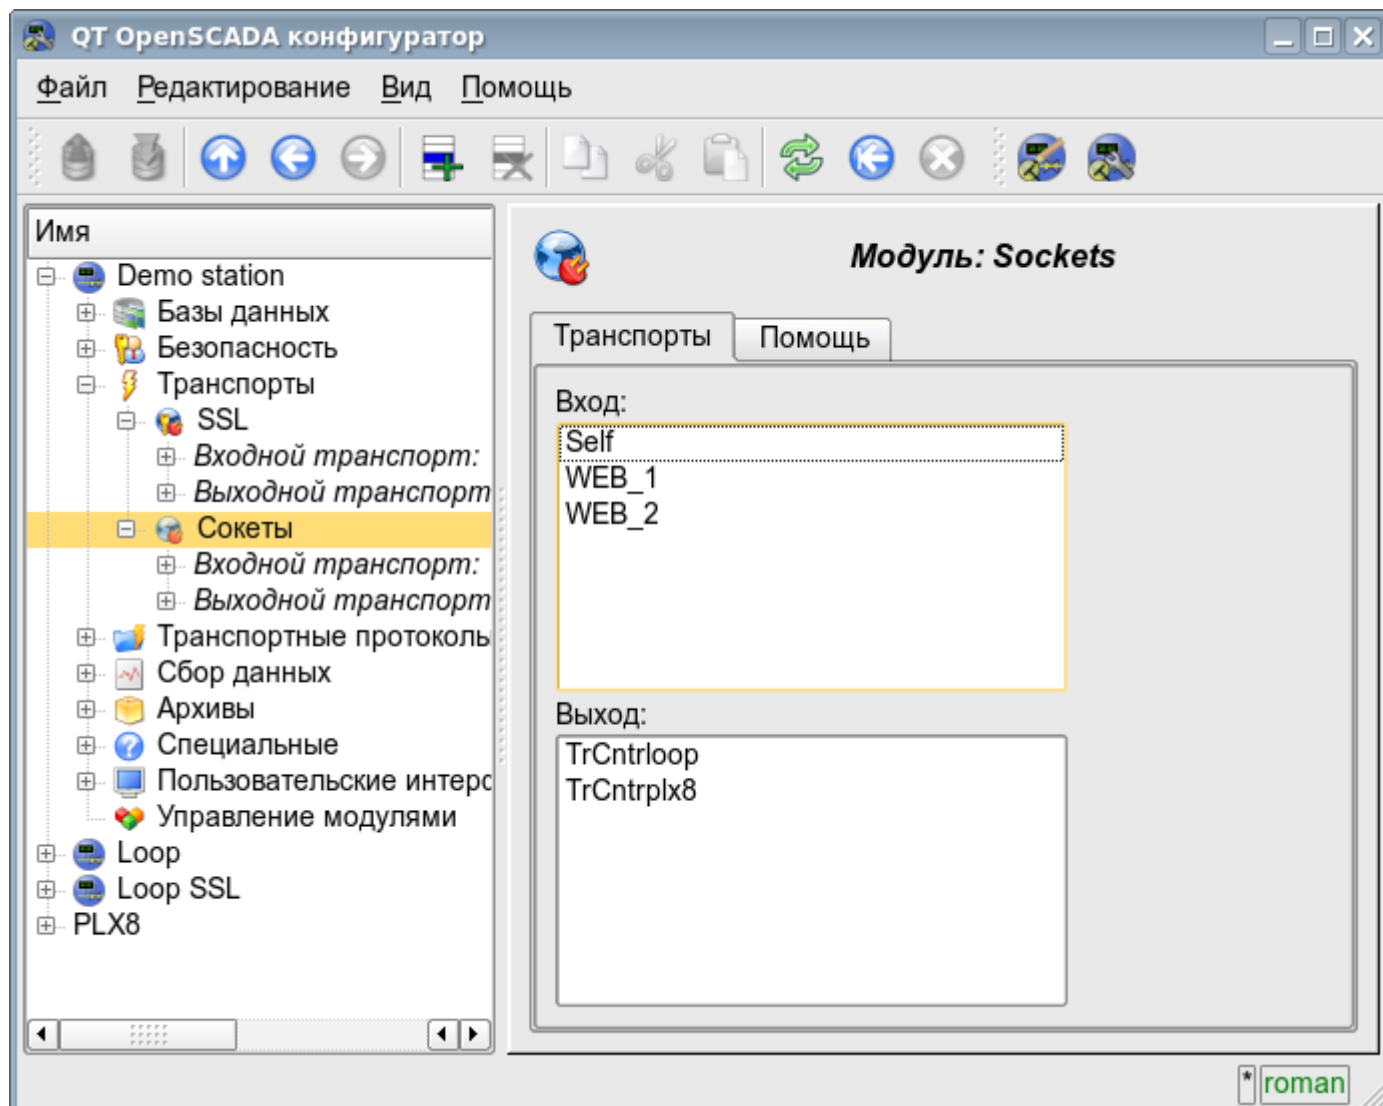 QT OpenSCADA конфигуратор
Файл Редактирование Вид Помощь
Имя
Demo station
Базы данных
Безопасность
Транспорты
SSL
Входной транспорт:
Выходной транспорт
Сокеты
Входной транспорт:
Выходной транспорт
Транспортные протоколы
Сбор данных
Архивы
Специальные
Пользовательские интерс
Управление модулями
Loop
Loop SSL
PLX8
Модуль: Sockets
Транспорты Помощь
Вход:
Self
WEB_1
WEB_2
Выход:
TrCntrloop
TrCntrplx8
* roman